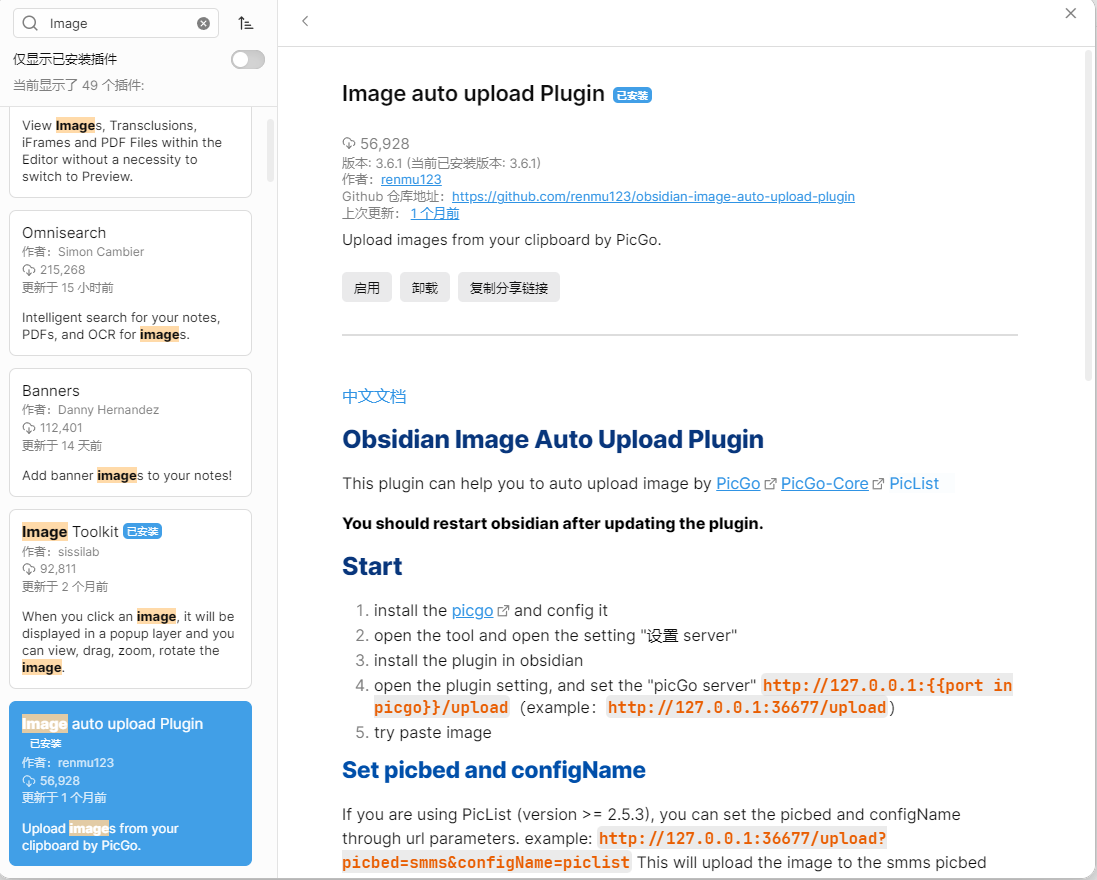 Image
仅显示已安装插件
当前显示了 49 个插件:
View Images, Transclusions,
iFrames and PDF Files within the
Editor without a necessity to
switch to Preview.
Omnisearch
作者： Simon Cambier
215,268
更新于 15 小时前
Intelligent search for your notes,
PDFs, and OCR for images.
Banners
作者： Danny Hernandez
112,401
更新于 14 天前
Add banner images to your notes!
Image Toolkit 已安装
作者： sissilab
92,811
更新于 2 个月前
When you click an image, it will be
displayed in a popup layer and you
can view, drag, zoom, rotate the
image.
Image auto upload Plugin
已安装
作者： renmu123
56,928
更新于 1 个月前
Upload images from your
clipboard by PicGo.
Image auto upload Plugin 已安装
56,928
版本: 3.6.1 (当前已安装版本: 3.6.1)
作者： renmu123
Github 仓库地址： https://github.com/renmu123/obsidian-image-auto-upload-plugin
上次更新： 1 个月前
Upload images from your clipboard by PicGo.
启用 卸载 复制分享链接
中文文档
Obsidian Image Auto Upload Plugin
This plugin can help you to auto upload image by PicGo PicGo-Core PicList
You should restart obsidian after updating the plugin.
Start
1. install the picgo and config it
2. open the tool and open the setting "设置 server"
3. install the plugin in obsidian
4. open the plugin setting, and set the "picGo server" http://127.0.0.1:{{port in
picgo}}/upload （example： http://127.0.0.1:36677/upload）
5. try paste image
Set picbed and configName
If you are using PicList (version >= 2.5.3), you can set the picbed and configName
through url parameters. example: http://127.0.0.1:36677/upload?
picbed=smms&configName=piclist This will upload the image to the smms picbed